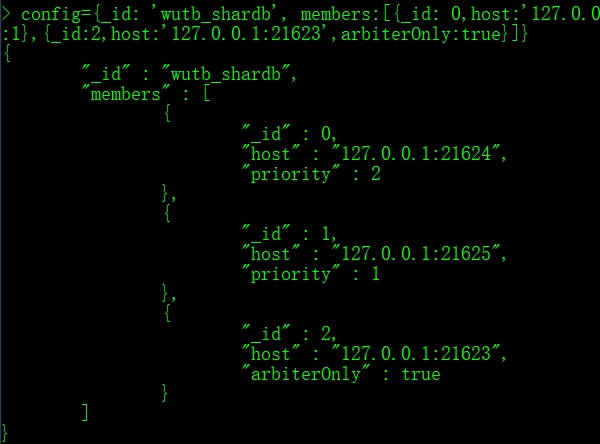 > config={_id: 'wutb_shardb', members:[{_id: 0,host:'127.0.0
:1},{_id:2,host:'127.0.0.1:21623',arbiterOnly:true}]}
{
"_id" : "wutb_shardb",
"members" : [
{
"_id" : 0,
"host" : "127.0.0.1:21624",
"priority" : 2
},
{
"_id" : 1,
"host" : "127.0.0.1:21625",
"priority" : 1
},
{
"_id" : 2,
"host" : "127.0.0.1:21623",
"arbiterOnly" : true
}
]
}